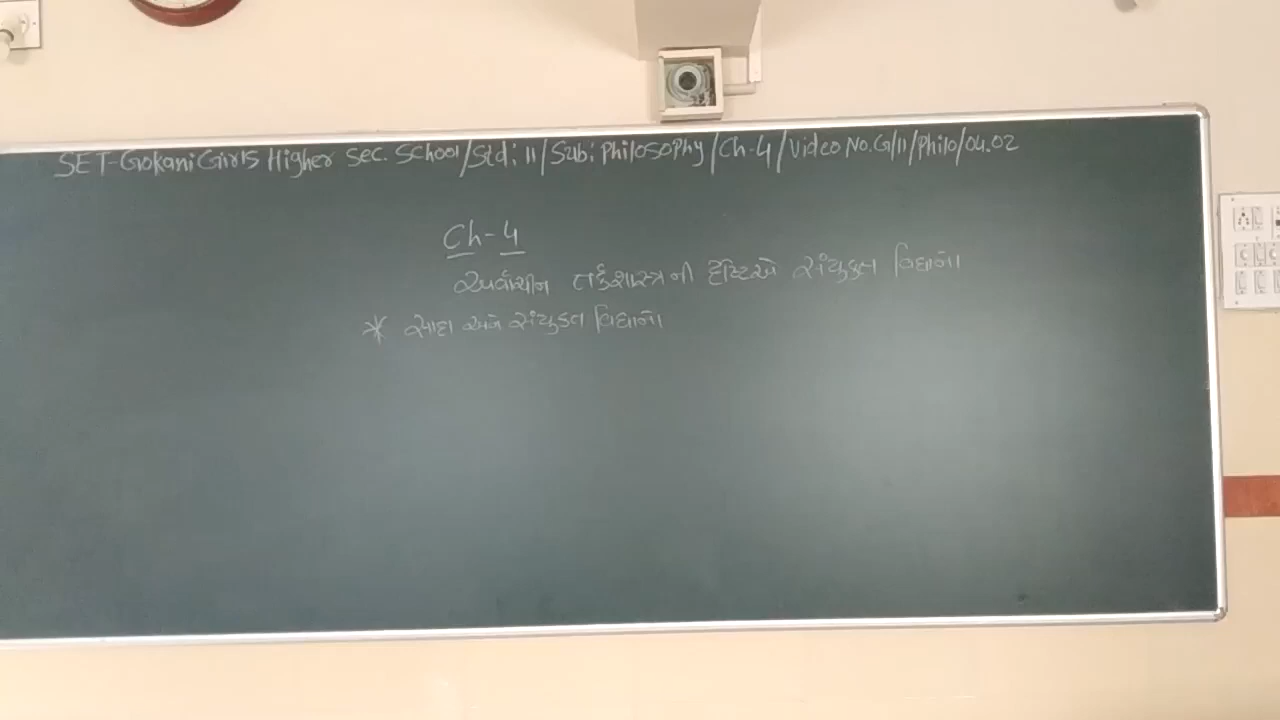 SET-Gokani Girls Higher Sec. School/Std: 11/Sub: Philosophy/Ch-4/Video No.G/11/Philo/04.02
Ch-4
અર્વાચીન તર્કશાસ્ત્રની દૃષ્ટિએ સંયુક્ત વિધાનો
* સાદા અને સંયુક્ત વિધાનો